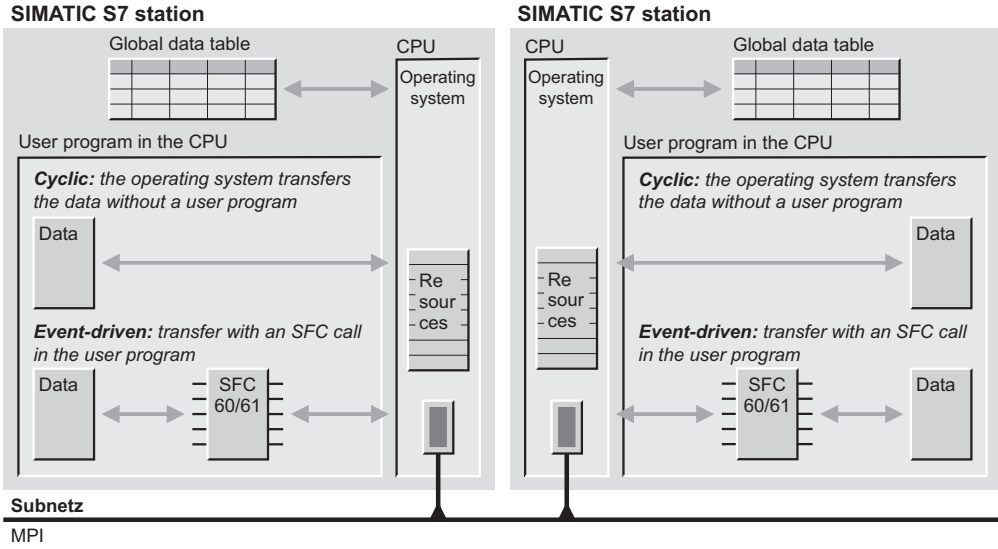 SIMATIC S7 station
Global data table
CPU
Operating
system
User program in the CPU
Cyclic: the operating system transfers
the data without a user program
Data
Re
sour
ces
Event-driven: transfer with an SFC call
in the user program
Data
SFC
60/61
SIMATIC S7 station
CPU
Global data table
Operating
system
User program in the CPU
Cyclic: the operating system transfers
the data without a user program
Data
Re
sour
ces
Event-driven: transfer with an SFC call
in the user program
SFC
60/61
Data
Subnetz
MPI